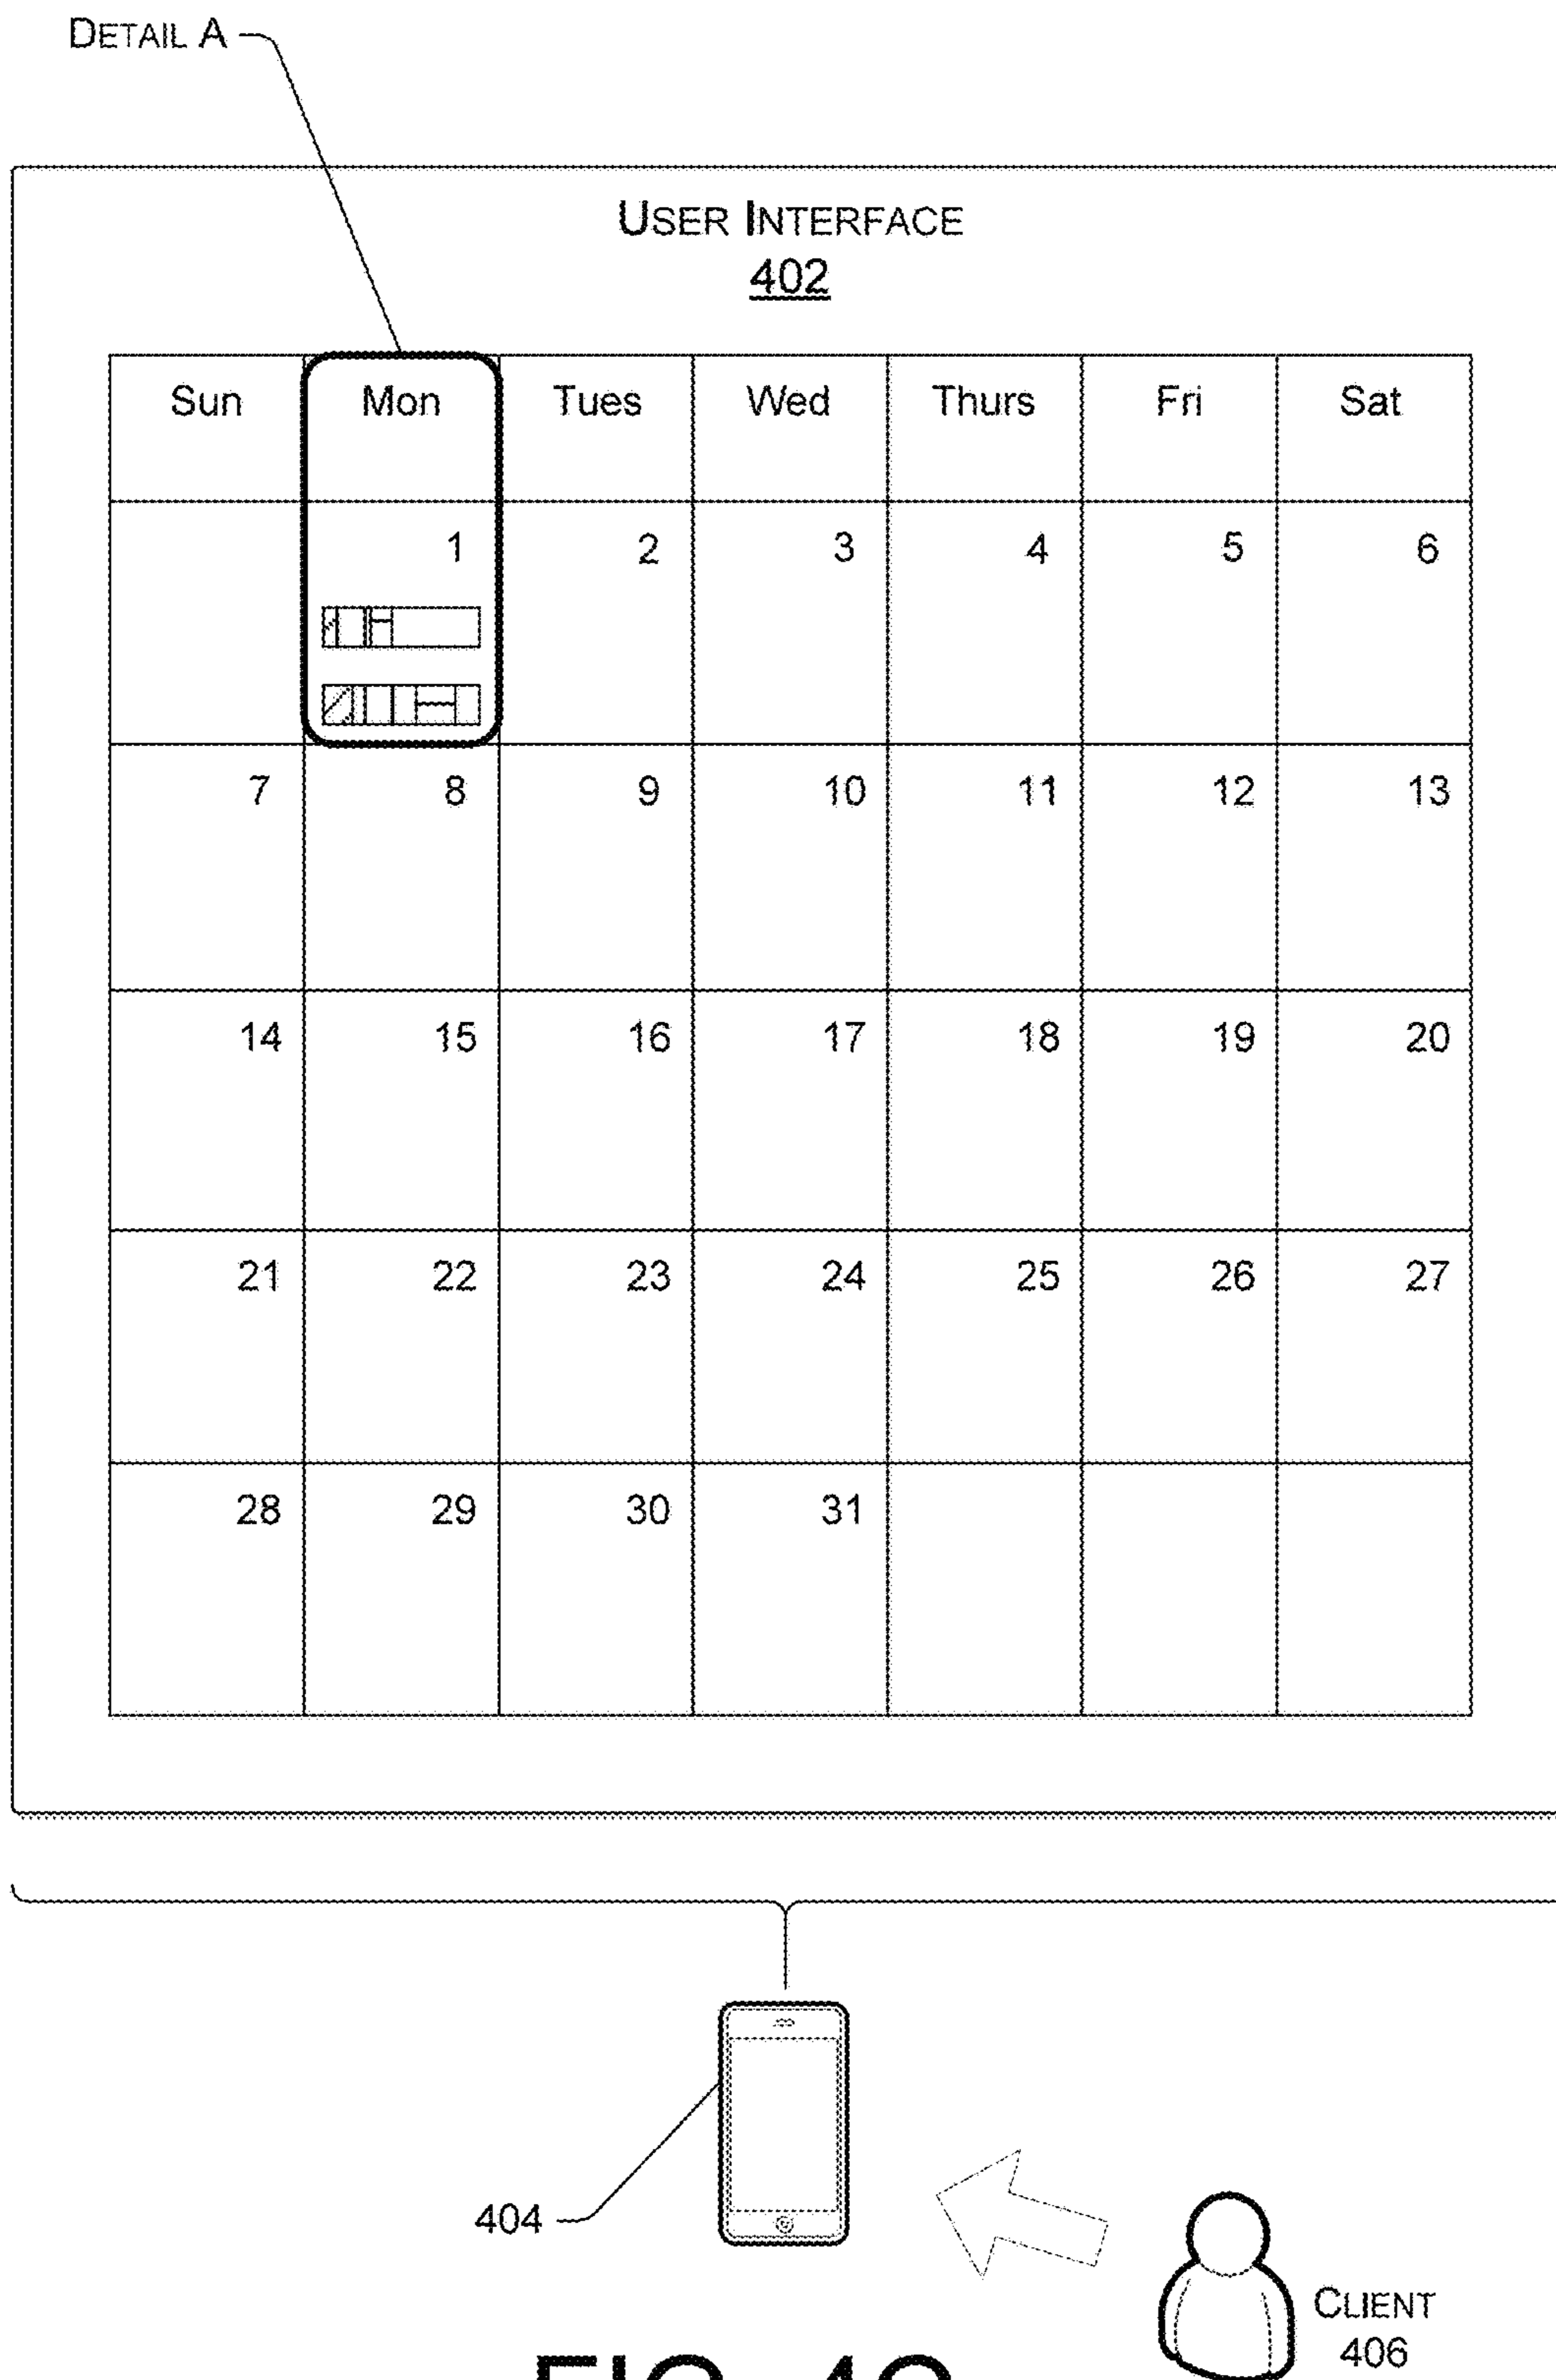 DETAIL A
USER INTERFACE
402
Sun Mon Tues Wed Thurs Fri Sat
1 2 3 4 5 6
7 8 9 10 11 12 13
14 15 16 17 18 19 20
21 22 23 24 25 26 27
28 29 30 31
404
CLIENT
406